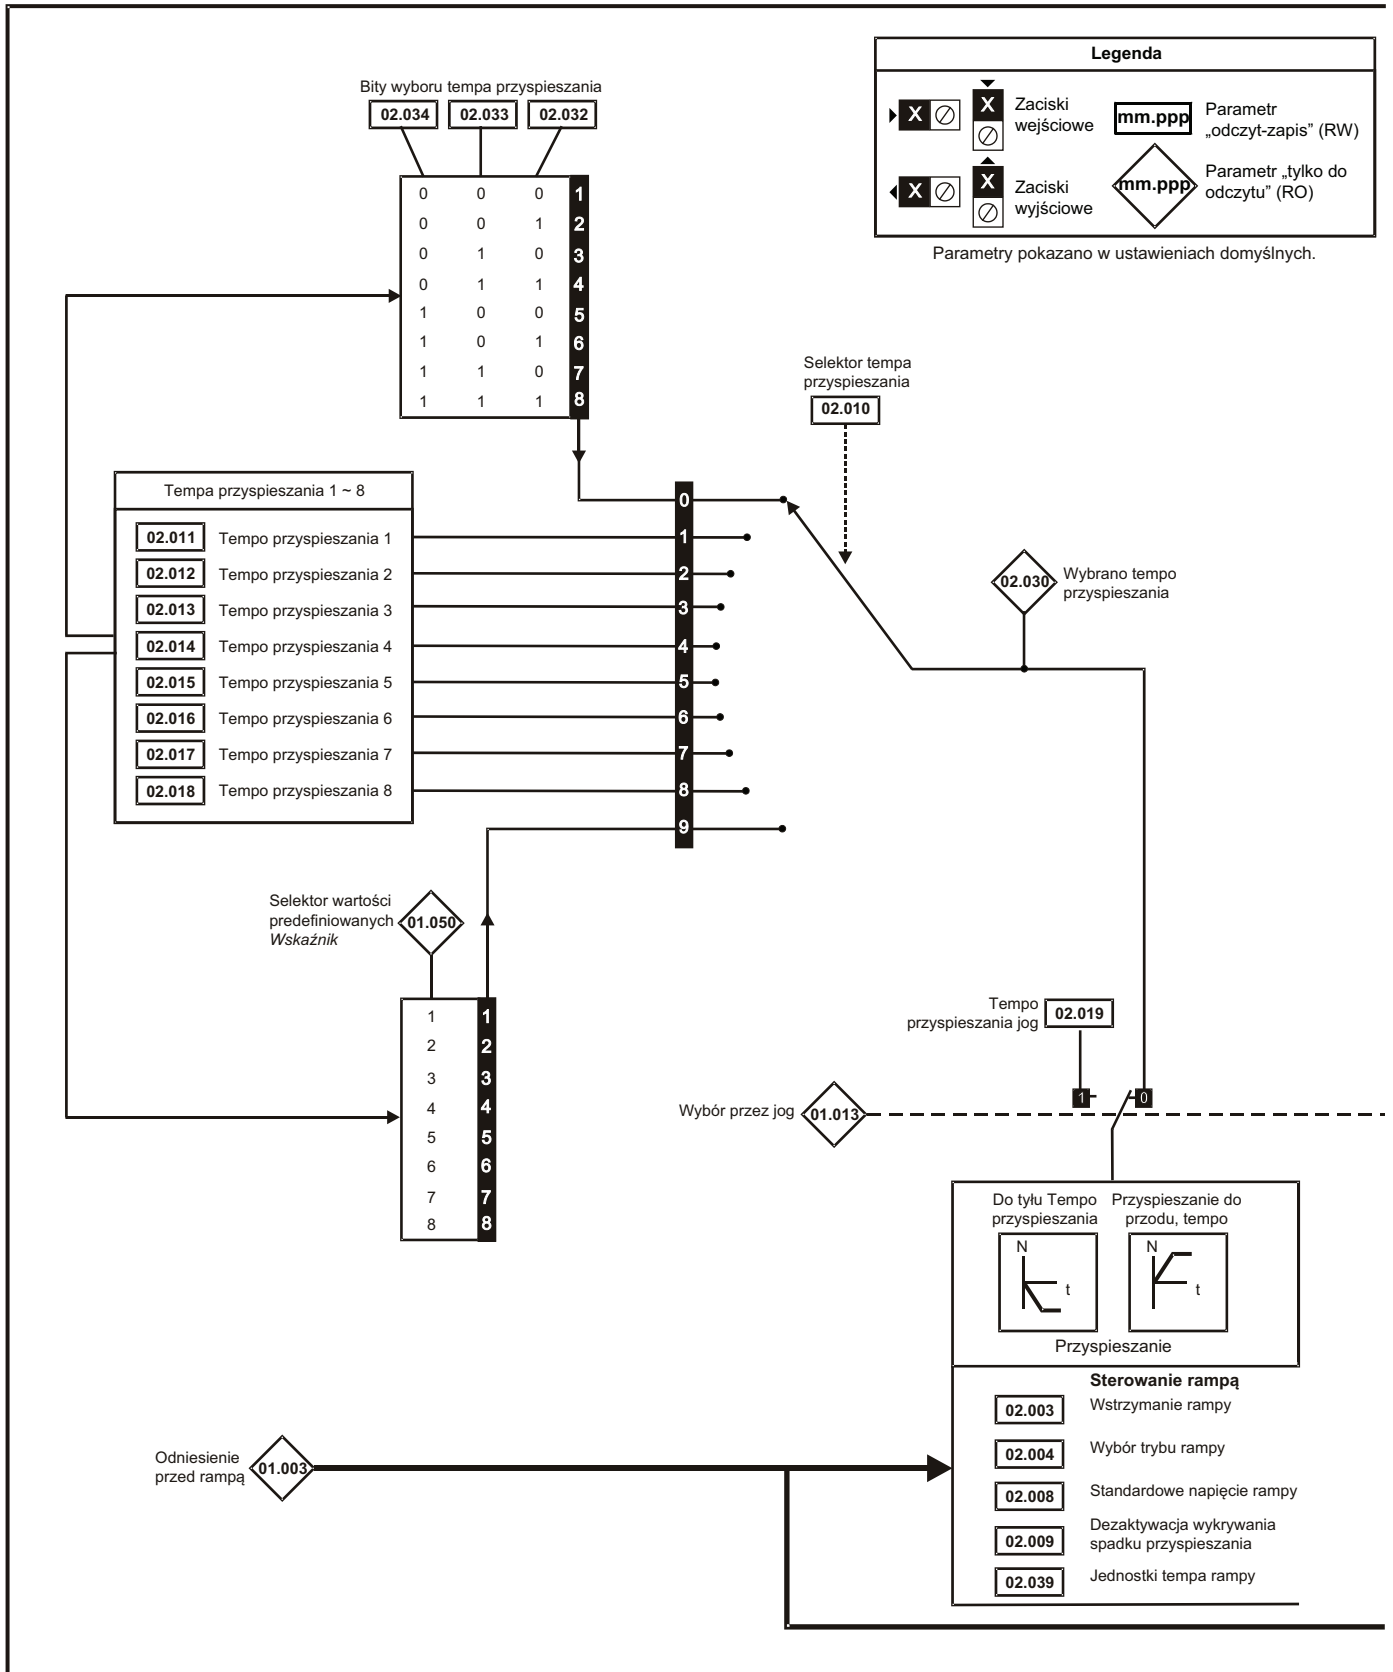 Legenda
X
X
Zaciski
wejściowe
mm.ppp
Parametr
„odczyt-zapis” (RW)
X
X
Zaciski
wyjściowe
mm.ppp
Parametr „tylko do
odczytu” (RO)
Parametry pokazano w ustawieniach domyślnych.
Bity wyboru tempa przyspieszania
02.034 02.033 02.032
0 0 0 1
0 0 1 2
0 1 0 3
0 1 1 4
1 0 0 5
1 0 1 6
1 1 0 7
1 1 1 8
Selektor tempa
przyspieszania
02.010
Tempa przyspieszania 1 ~ 8
02.011 Tempo przyspieszania 1
02.012 Tempo przyspieszania 2
02.013 Tempo przyspieszania 3
02.014 Tempo przyspieszania 4
02.015 Tempo przyspieszania 5
02.016 Tempo przyspieszania 6
02.017 Tempo przyspieszania 7
02.018 Tempo przyspieszania 8
0
1
2
3
4
5
6
7
8
9
02.030
Wybrano tempo
przyspieszania
Selektor wartości
predefiniowanych
Wskaźnik
01.050
1 1
2 2
3 3
4 4
5 5
6 6
7 7
8 8
Tempo
przyspieszania jog
02.019
1 0
Wybór przez jog 01.013
Do tyłu Tempo
przyspieszania
Przyspieszanie do
przodu, tempo
N
t
N
t
Przyspieszanie
Sterowanie rampą
02.003 Wstrzymanie rampy
02.004 Wybór trybu rampy
02.008 Standardowe napięcie rampy
02.009 Dezaktywacja wykrywania
spadku przyspieszania
02.039 Jednostki tempa rampy
Odniesienie
przed rampą
01.003